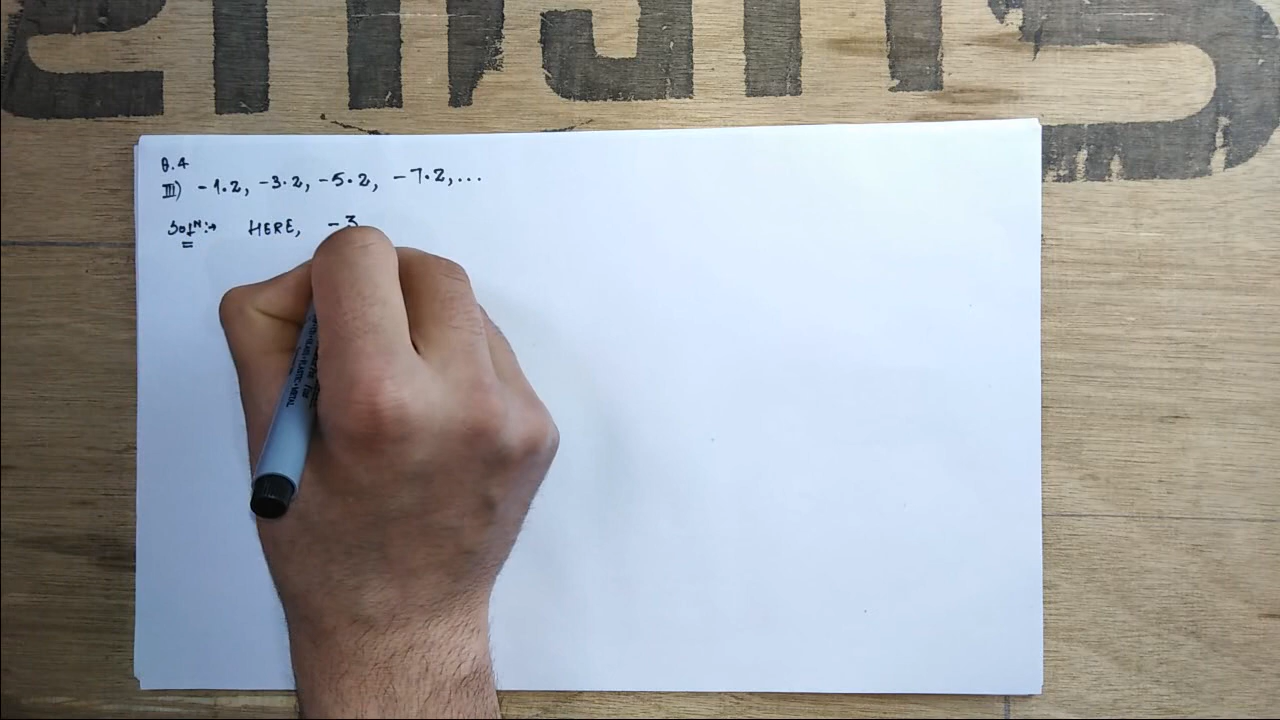 Q.4
III) -1.2, -3.2, -5.2, -7.2,...
SOLN:→ HERE, -3